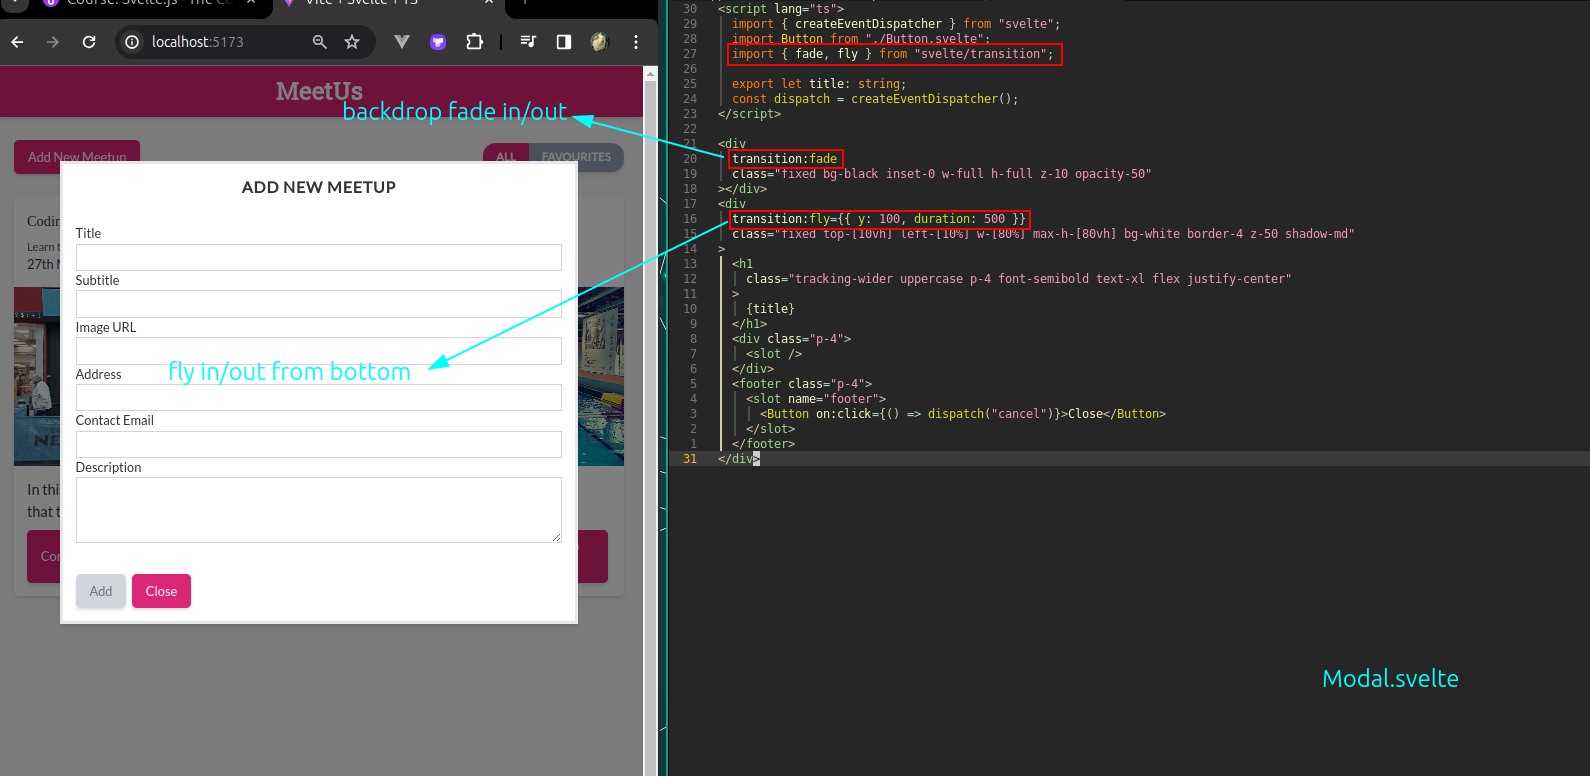 Course: Svelte.js - The Co
Vite + Svelte + TS
localhost:5173
MeetUs
backdrop fade in/out
Add New Meetup
ALL
FAVOURITES
ADD NEW MEETUP
Codin
Learn t
27th N
Title
Subtitle
Image URL
fly in/out from bottom
Address
Contact Email
Description
In this
that t
Con
Add
Close
30 <script lang="ts">
29 import { createEventDispatcher } from "svelte";
28 import Button from "./Button.svelte";
27 import { fade, fly } from "svelte/transition";
26
25 export let title: string;
24 const dispatch = createEventDispatcher();
23 </script>
22
21 <div
20 transition:fade
19 class="fixed bg-black inset-0 w-full h-full z-10 opacity-50"
18 ></div>
17 <div
16 transition:fly={{ y: 100, duration: 500 }}
15 class="fixed top-[10vh] left-[10%] w-[80%] max-h-[80vh] bg-white border-4 z-50 shadow-md"
14 >
13 <h1
12 class="tracking-wider uppercase p-4 font-semibold text-xl flex justify-center"
11 >
10 {title}
9 </h1>
8 <div class="p-4">
7 <slot />
6 </div>
5 <footer class="p-4">
4 <slot name="footer">
3 <Button on:click={() => dispatch("cancel")}>Close</Button>
2 </slot>
1 </footer>
31 </div>
Modal.svelte